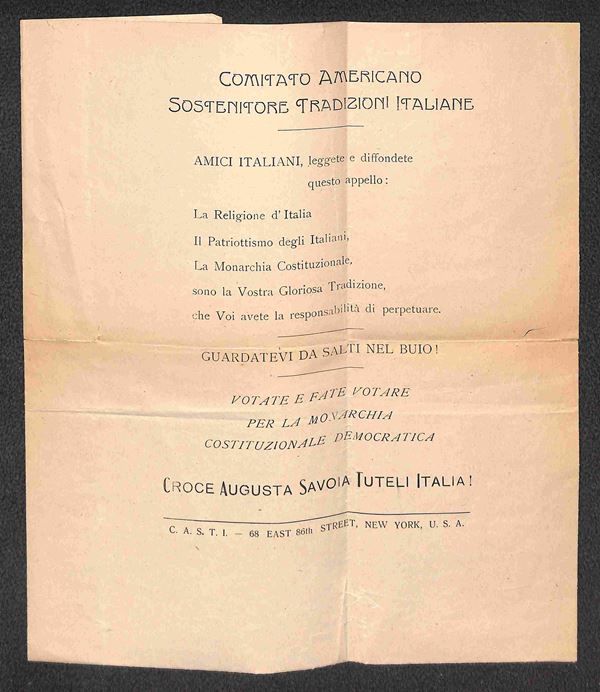 COMITATO AMERICANO
SOSTENITORE TRADIZIONI ITALIANE
AMICI ITALIANI, leggete e diffondete
questo appello:
La Religione d'Italia
Il Patriottismo degli Italiani,
La Monarchia Costituzionale,
sono la Vostra Gloriosa Tradizione,
che Voi avete la responsabilità di perpetuare.
GUARDATEVI DA SALTI NEL BUIO!
VOTATE E FATE VOTARE
PER LA MONARCHIA
COSTITUZIONALE DEMOCRATICA
CROCE AUGUSTA SAVOIA TUTELI ITALIA!
C. A. S. T. I. — 68 EAST 86th STREET, NEW YORK, U. S. A.